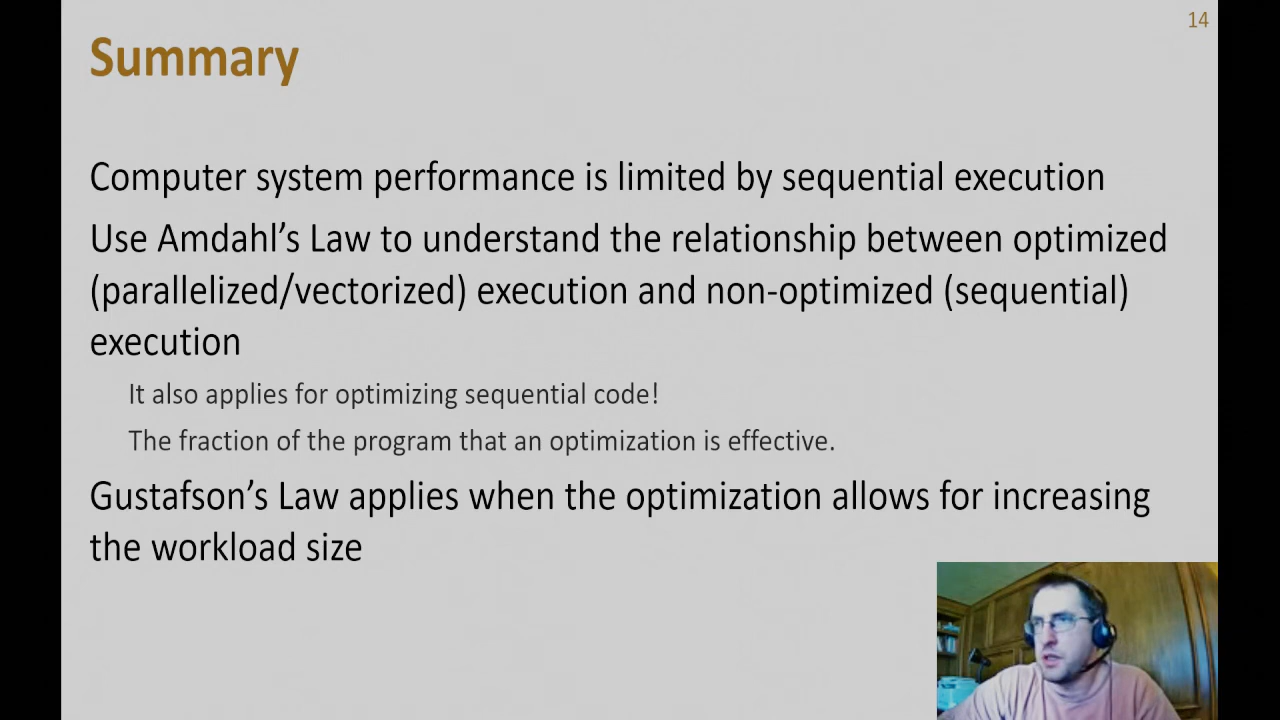 14
Summary
Computer system performance is limited by sequential execution
Use Amdahl’s Law to understand the relationship between optimized
(parallelized/vectorized) execution and non-optimized (sequential)
execution
It also applies for optimizing sequential code!
The fraction of the program that an optimization is effective.
Gustafson’s Law applies when the optimization allows for increasing
the workload size